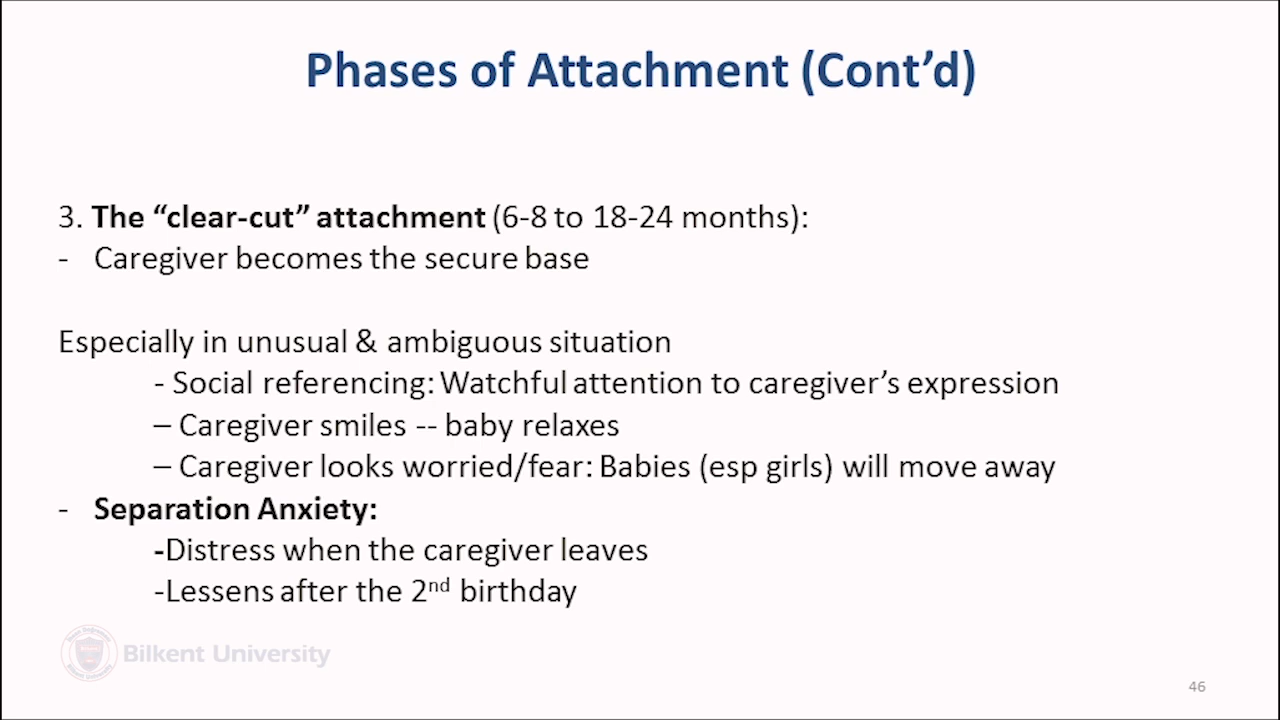 Phases of Attachment (Cont’d)
3. The “clear-cut” attachment (6-8 to 18-24 months):
- Caregiver becomes the secure base
Especially in unusual & ambiguous situation
- Social referencing: Watchful attention to caregiver’s expression
– Caregiver smiles -- baby relaxes
– Caregiver looks worried/fear: Babies (esp girls) will move away
- Separation Anxiety:
-Distress when the caregiver leaves
-Lessens after the 2nd birthday
Bilkent University
46